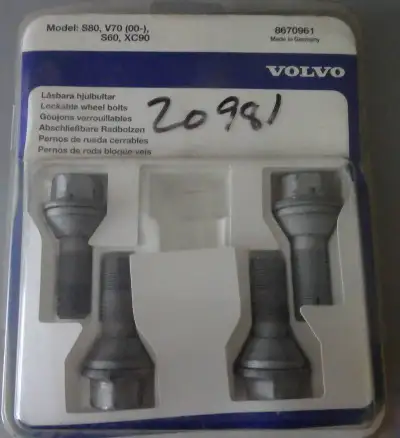 Model: S80, V70 (00-),
S60, XC90
8670961
Made in Germany
VOLVO
Låsbara hjulbultar
Lockable wheel bolts
Goujons verrouillables
Abschließbare Radbolzen
Pernos de rueda cerrables
Pernos de roda bloqueáveis
20981